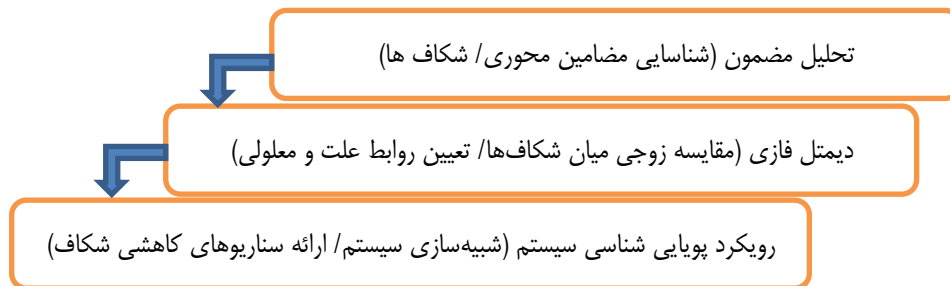 تحلیل مضمون (شناسایی مضامین محوری/ شکاف ها)
دیمتل فازی (مقایسه زوجی میان شکاف‌ها/ تعیین روابط علت و معلولی)
رویکرد پویایی شناسی سیستم (شبیه‌سازی سیستم/ ارائه سناریوهای کاهشی شکاف)